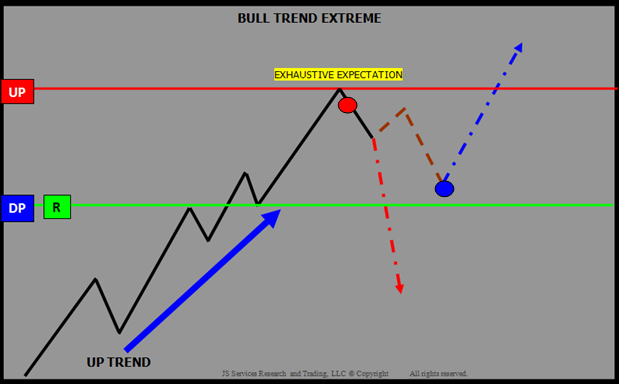 BULL TREND EXTREME
EXHAUSTIVE EXPECTATION
UP
DP R
UP TREND
JS Services Research and Trading, LLC © Copyright All rights reserved.